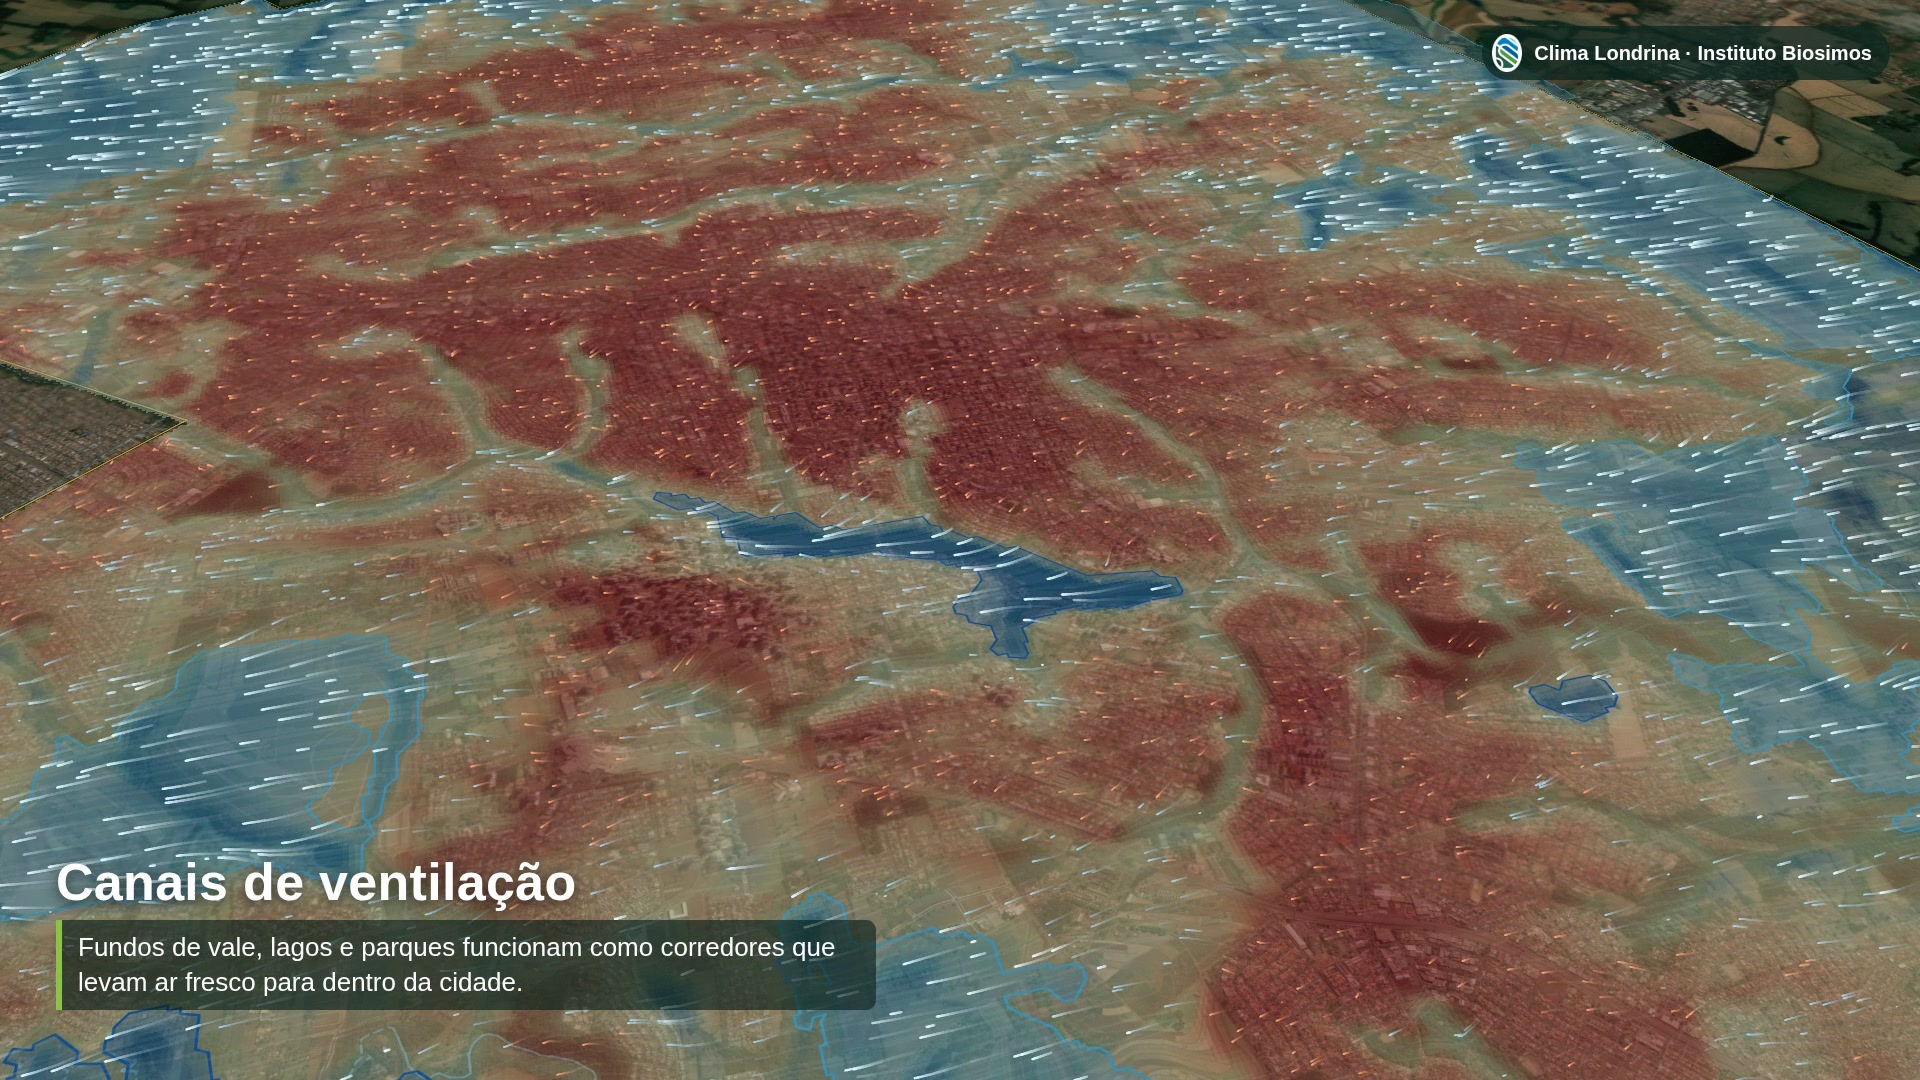 Clima Londrina · Instituto Biosimos
Canais de ventilação
Fundos de vale, lagos e parques funcionam como corredores que
levam ar fresco para dentro da cidade.